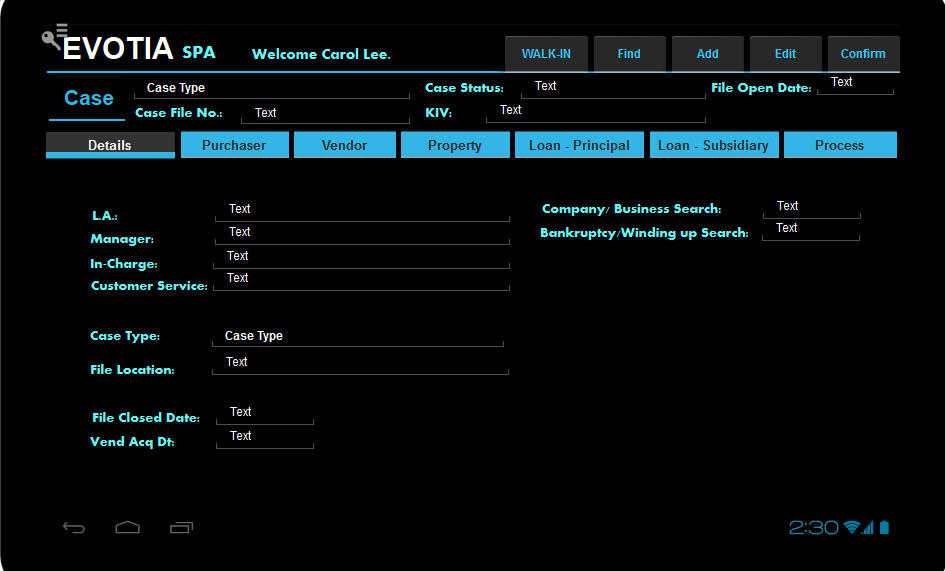 EVOTIA SPA Welcome Carol Lee. WALK-IN Find Add Edit Confirm
Case Case Type Case Status: Text File Open Date: Text
Case File No.: Text KIV: Text
Details Purchaser Vendor Property Loan - Principal Loan - Subsidiary Process
L.A.: Text Company/ Business Search: Text
Manager: Text Bankruptcy/Winding up Search: Text
In-Charge: Text
Customer Service: Text
Case Type: Case Type
File Location: Text
File Closed Date: Text
Vend Acq Dt: Text
2:30